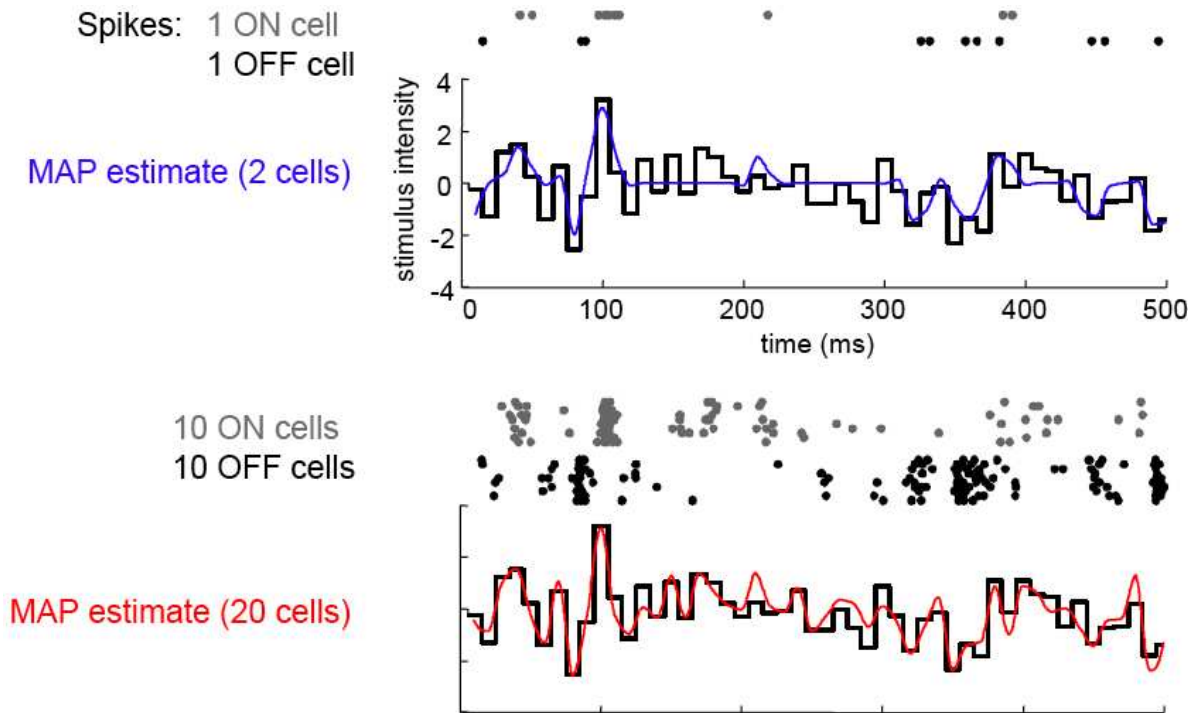 Spikes: 1 ON cell
1 OFF cell
MAP estimate (2 cells)
stimulus intensity
4
2
0
-2
-4
0 100 200 300 400 500
time (ms)
10 ON cells
10 OFF cells
MAP estimate (20 cells)